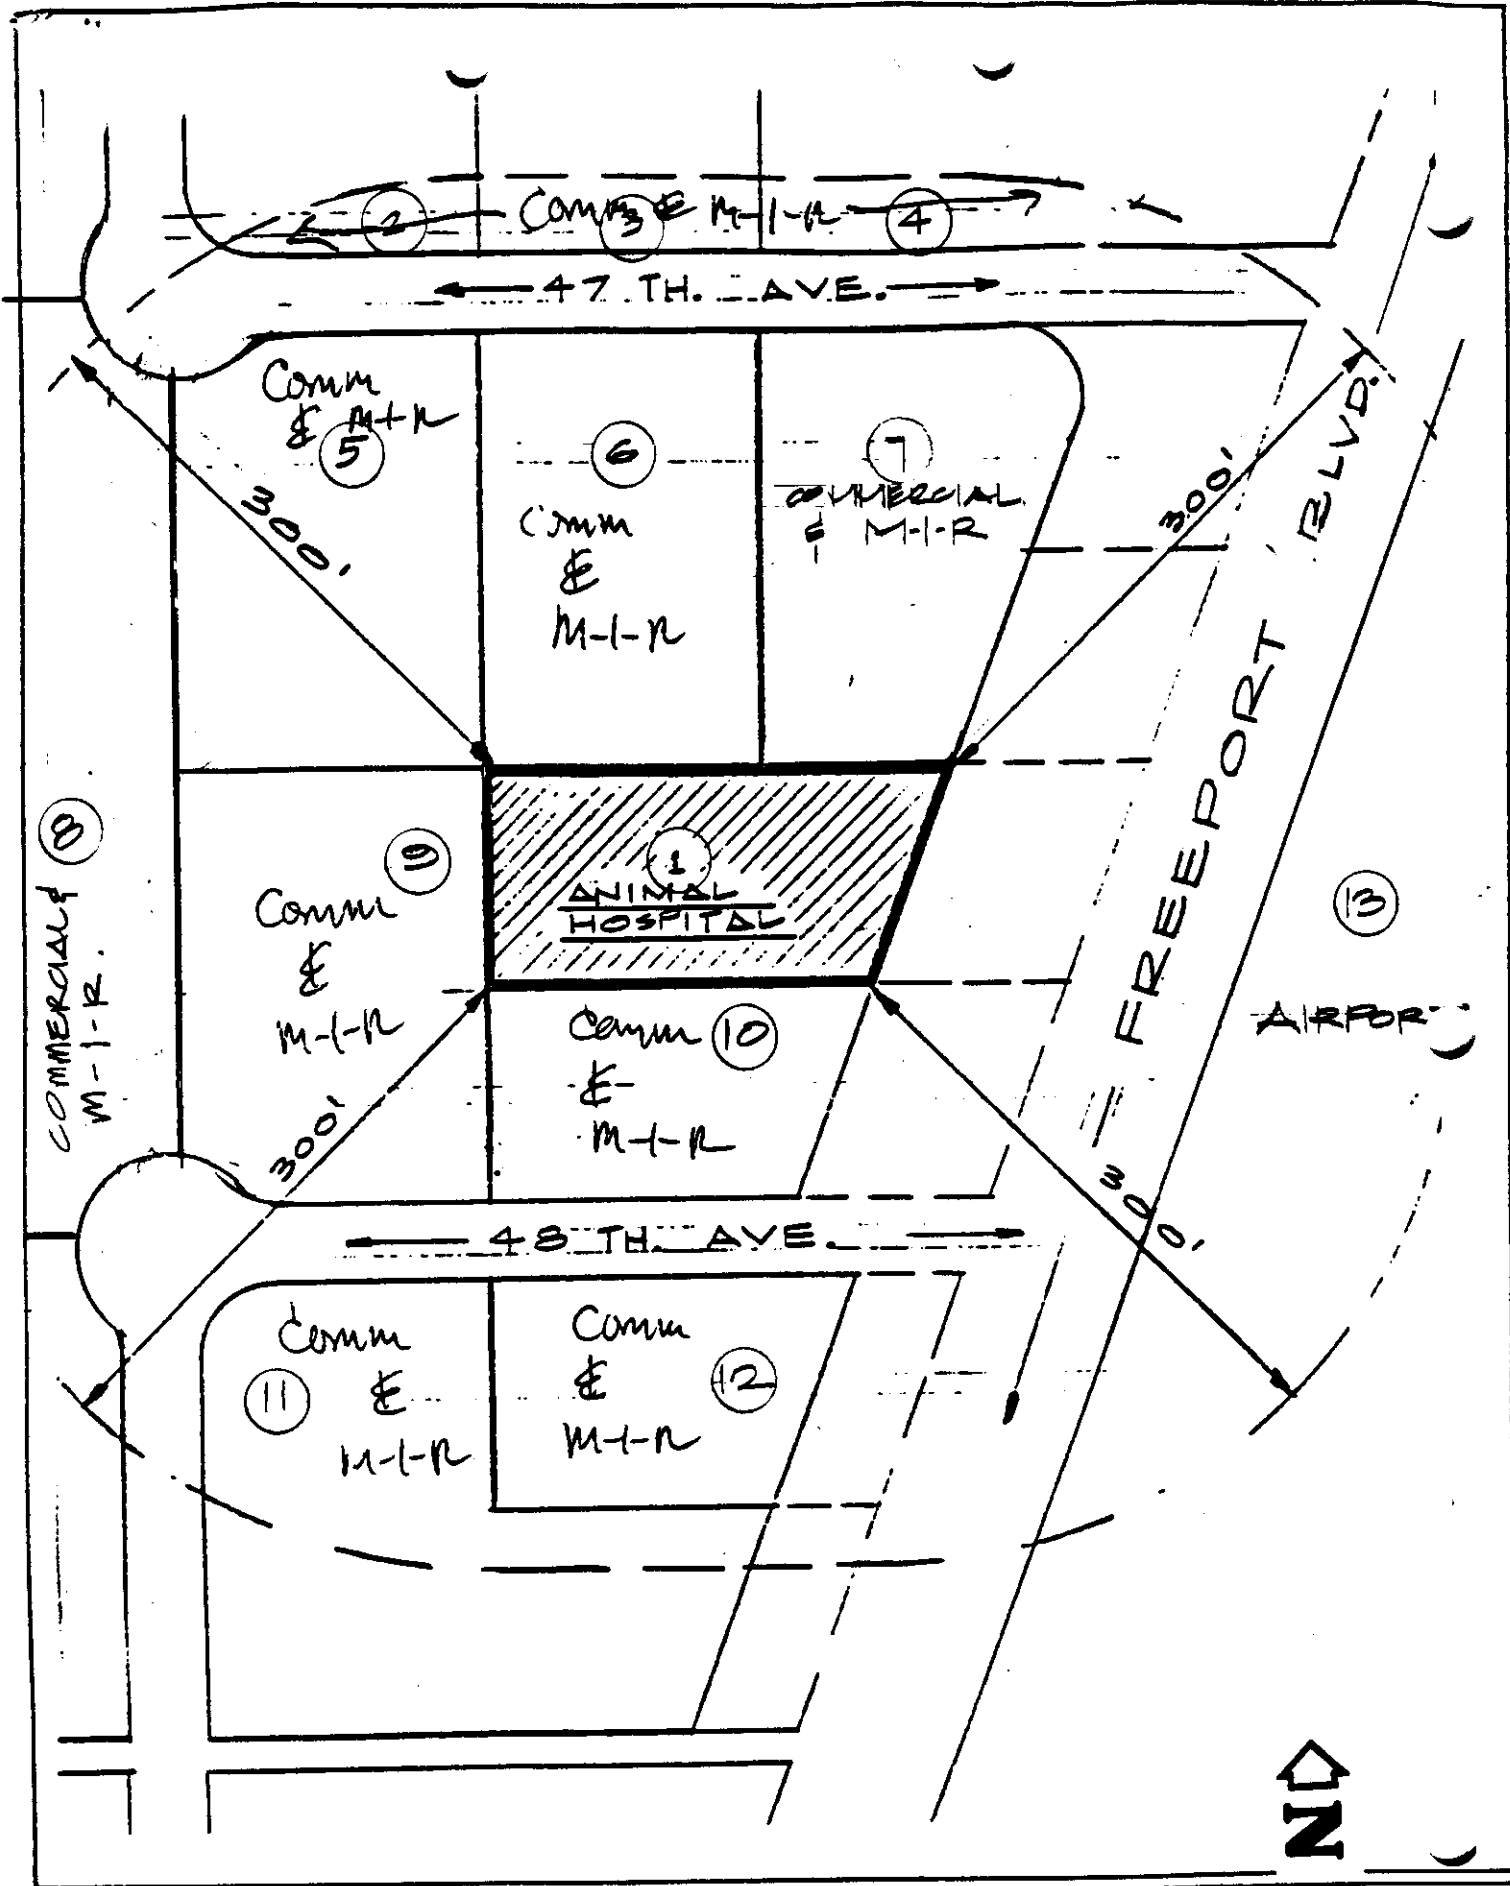 2
Comm & M-1-R
3
4
47 TH. AVE.
Comm
& M-1-R
5
6
Comm
&
M-1-R
7
COMMERCIAL
& M-1-R
300'
300'
FREEPORT BLVD.
8
COMMERCIAL &
M-1-R.
9
Comm
&
M-1-R
1
ANIMAL
HOSPITAL
13
AIRPOR
10
Comm
&
M-1-R
300'
300'
48 TH. AVE.
Comm
11
&
M-1-R
Comm
&
12
M-1-R
N